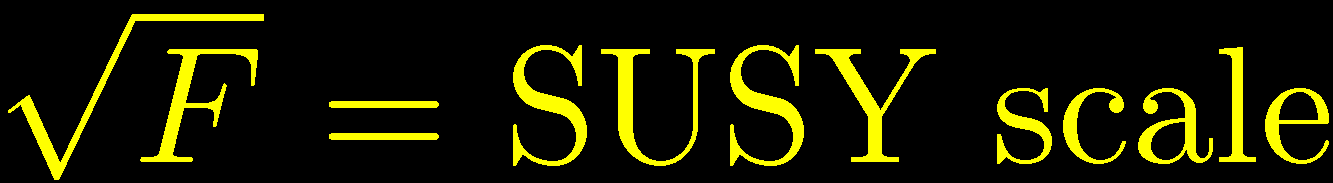 √F = SUSY scale